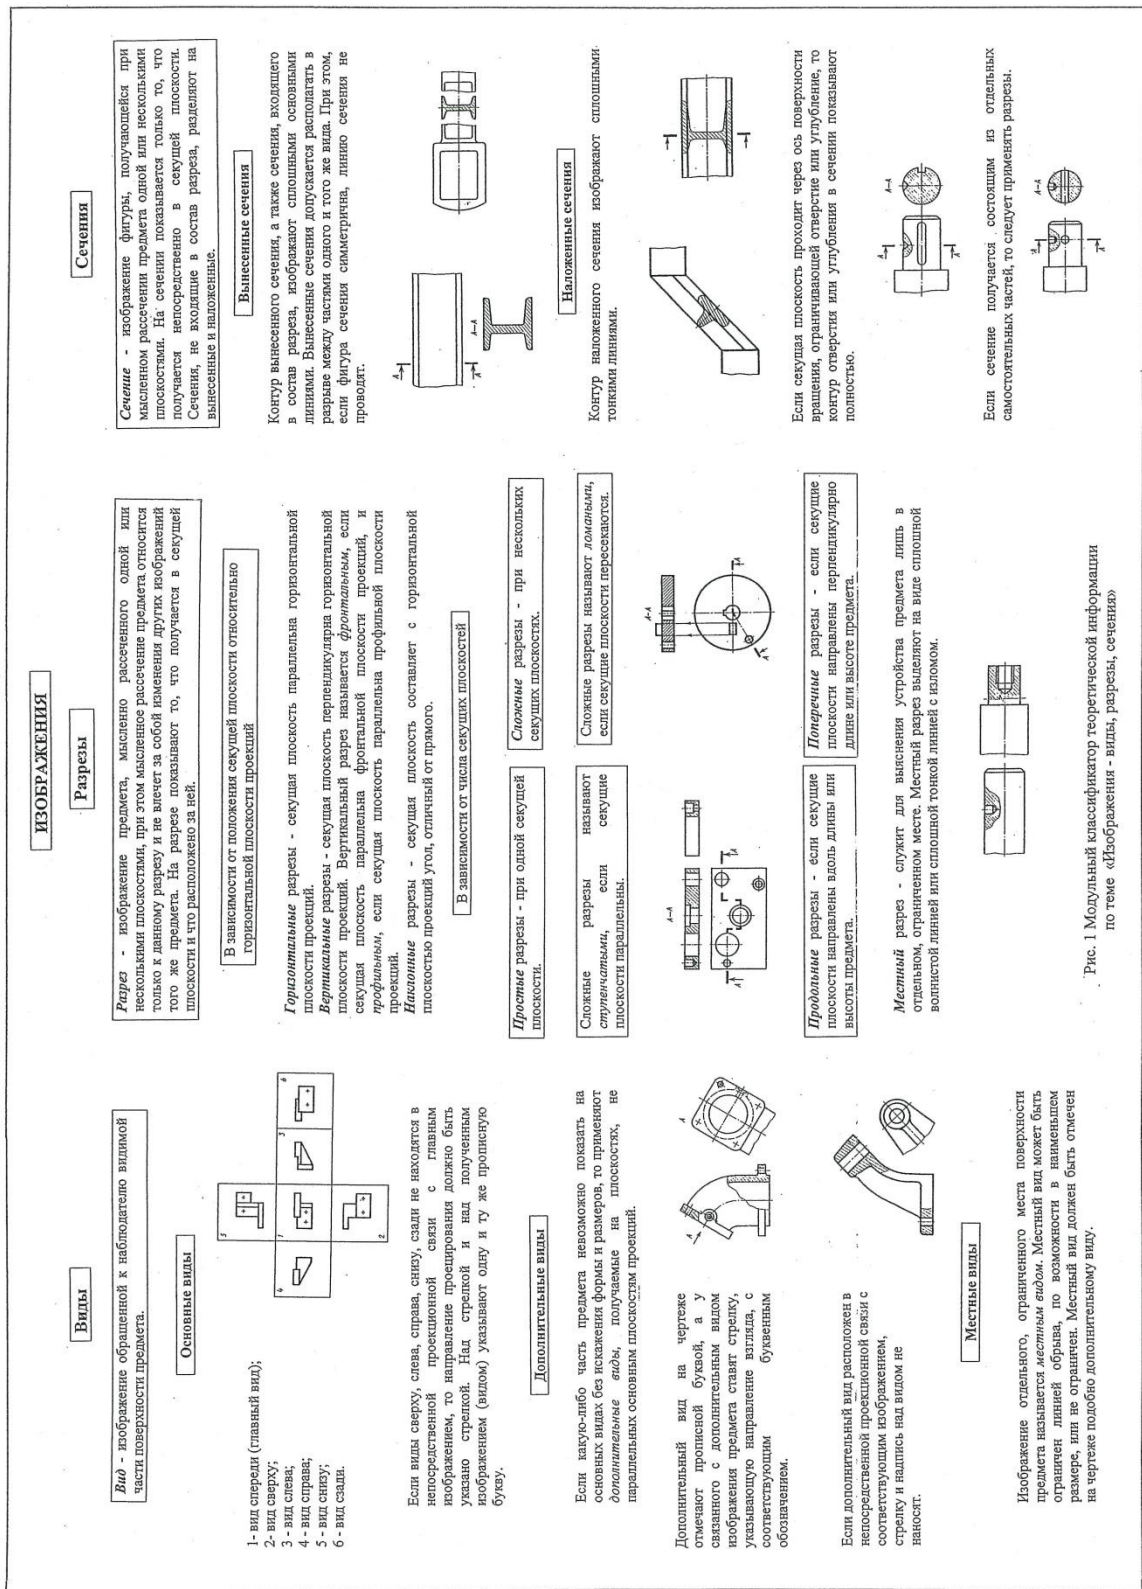 ИЗОБРАЖЕНИЯ
Виды
Вид - изображение обращенной к наблюдателю видимой
части поверхности предмета.
Основные виды
1- вид спереди (главный вид);
2- вид сверху;
3 - вид слева;
4 - вид справа;
5 - вид снизу;
6 - вид сзади.
5
4
1
3
6
2
Если виды сверху, слева, справа, снизу, сзади не находятся в
непосредственной проекционной связи с главным
изображением, то направление проецирования должно быть
указано стрелкой. Над стрелкой и над полученным
изображением (видом) указывают одну и ту же прописную
букву.
Дополнительные виды
Если какую-либо часть предмета невозможно показать на
основных видах без искажения формы и размеров, то применяют
дополнительные виды, получаемые на плоскостях, не
параллельных основным плоскостям проекций.
Дополнительный вид на чертеже
отмечают прописной буквой, а у
связанного с дополнительным видом
изображения предмета ставят стрелку,
указывающую направление взгляда, с
соответствующим буквенным
обозначением.
А
А
Если дополнительный вид расположен в
непосредственной проекционной связи с
соответствующим изображением,
стрелку и надпись над видом не
наносят.
Местные виды
Изображение отдельного, ограниченного места поверхности
предмета называется местным видом. Местный вид может быть
ограничен линией обрыва, по возможности в наименьшем
размере, или не ограничен. Местный вид должен быть отмечен
на чертеже подобно дополнительному виду.
Разрезы
Разрез - изображение предмета, мысленно рассеченного одной или
несколькими плоскостями, при этом мысленное рассечение предмета относится
только к данному разрезу и не влечет за собой изменения других изображений
того же предмета. На разрезе показывают то, что получается в секущей
плоскости и что расположено за ней.
В зависимости от положения секущей плоскости относительно
горизонтальной плоскости проекций
Горизонтальные разрезы - секущая плоскость параллельна горизонтальной
плоскости проекций.
Вертикальные разрезы - секущая плоскость перпендикулярна горизонтальной
плоскости проекций. Вертикальный разрез называется фронтальным, если
секущая плоскость параллельна фронтальной плоскости проекций, и
профильным, если секущая плоскость параллельна профильной плоскости
проекций.
Наклонные разрезы - секущая плоскость составляет с горизонтальной
плоскостью проекций угол, отличный от прямого.
В зависимости от числа секущих плоскостей
Простые разрезы - при одной секущей
плоскости.
Сложные разрезы - при нескольких
секущих плоскостях.
Сложные разрезы называют
ступенчатыми, если секущие
плоскости параллельны.
Сложные разрезы называют ломаными,
если секущие плоскости пересекаются.
А–А
А
А
А–А
А
А
Продольные разрезы - если секущие
плоскости направлены вдоль длины или
высоты предмета.
Поперечные разрезы - если секущие
плоскости направлены перпендикулярно
длине или высоте предмета.
Местный разрез - служит для выяснения устройства предмета лишь в
отдельном, ограниченном месте. Местный разрез выделяют на виде сплошной
волнистой линией или сплошной тонкой линией с изломом.
Рис. 1 Модульный классификатор теоретической информации
по теме «Изображения - виды, разрезы, сечения»
Сечения
Сечение - изображение фигуры, получающейся при
мысленном рассечении предмета одной или несколькими
плоскостями. На сечении показывается только то, что
получается непосредственно в секущей плоскости.
Сечения, не входящие в состав разреза, разделяют на
вынесенные и наложенные.
Вынесенные сечения
Контур вынесенного сечения, а также сечения, входящего
в состав разреза, изображают сплошными основными
линиями. Вынесенные сечения допускается располагать в
разрыве между частями одного и того же вида. При этом,
если фигура сечения симметрична, линию сечения не
проводят.
А
А
А–А
Наложенные сечения
Контур наложенного сечения изображают сплошными
тонкими линиями.
Если секущая плоскость проходит через ось поверхности
вращения, ограничивающей отверстие или углубление, то
контур отверстия или углубления в сечении показывают
полностью.
А
А
А–А
Если сечение получается состоящим из отдельных
самостоятельных частей, то следует применять разрезы.
А
А
А–А